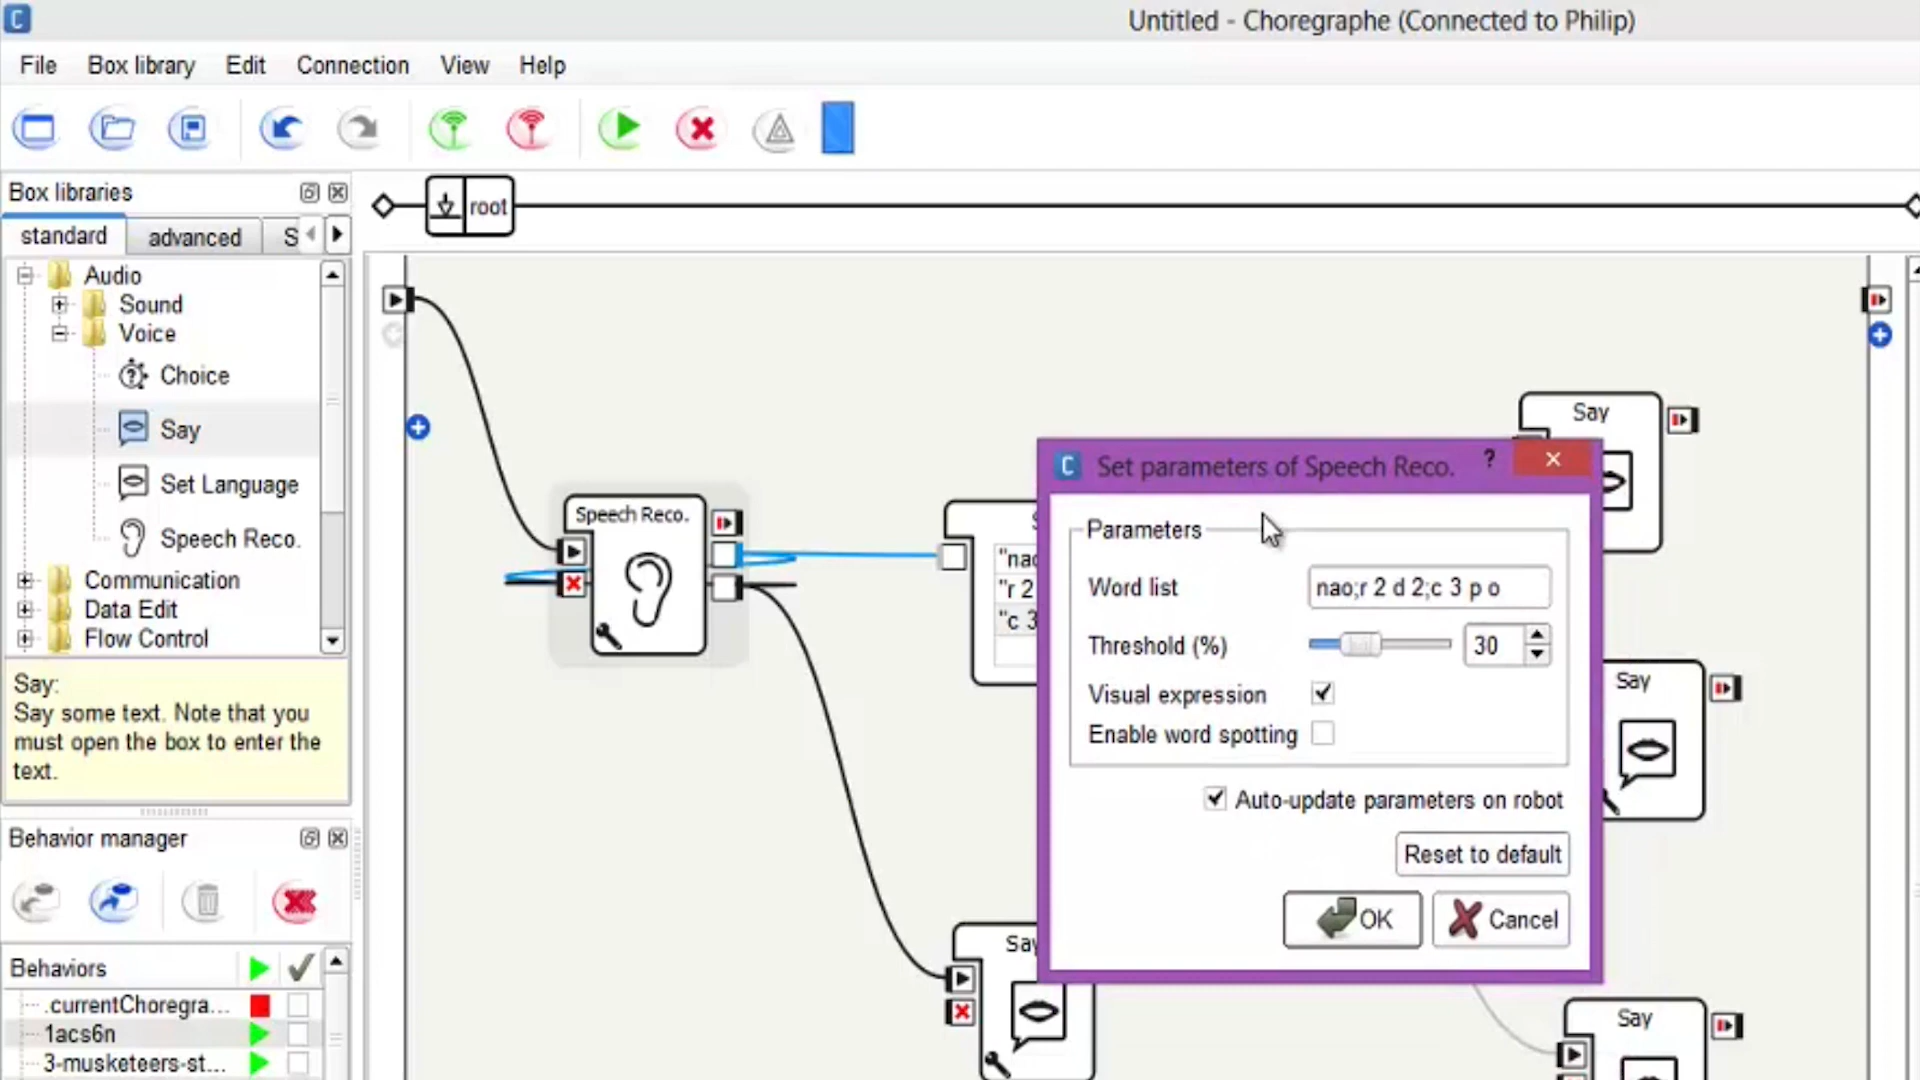 Untitled - Choregraphe (Connected to Philip)
File Box library Edit Connection View Help
Box libraries
standard advanced S
root
Audio
Sound
Voice
Choice
Say
Set Language
Speech Reco.
Communication
Data Edit
Flow Control
Say:
Say some text. Note that you
must open the box to enter the
text.
Behavior manager
Behaviors
.currentChoregra...
1acs6n
3-musketeers-st...
Speech Reco.
"nao
"r 2
"c 3
Say
Say
Say
Say
Set parameters of Speech Reco. ?
Parameters
Word list nao;r 2 d 2;c 3 p o
Threshold (%) 30
Visual expression
Enable word spotting
Auto-update parameters on robot
Reset to default
OK Cancel